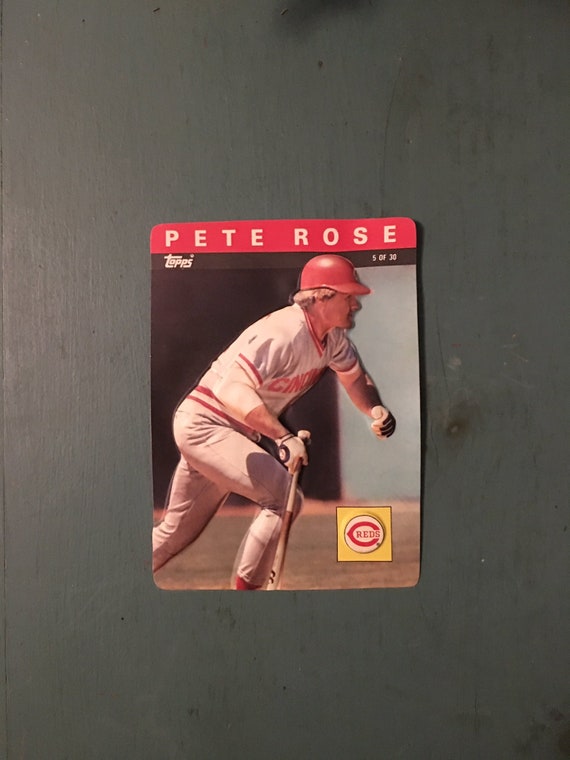 PETE ROSE
Topps
5 OF 30
REDS